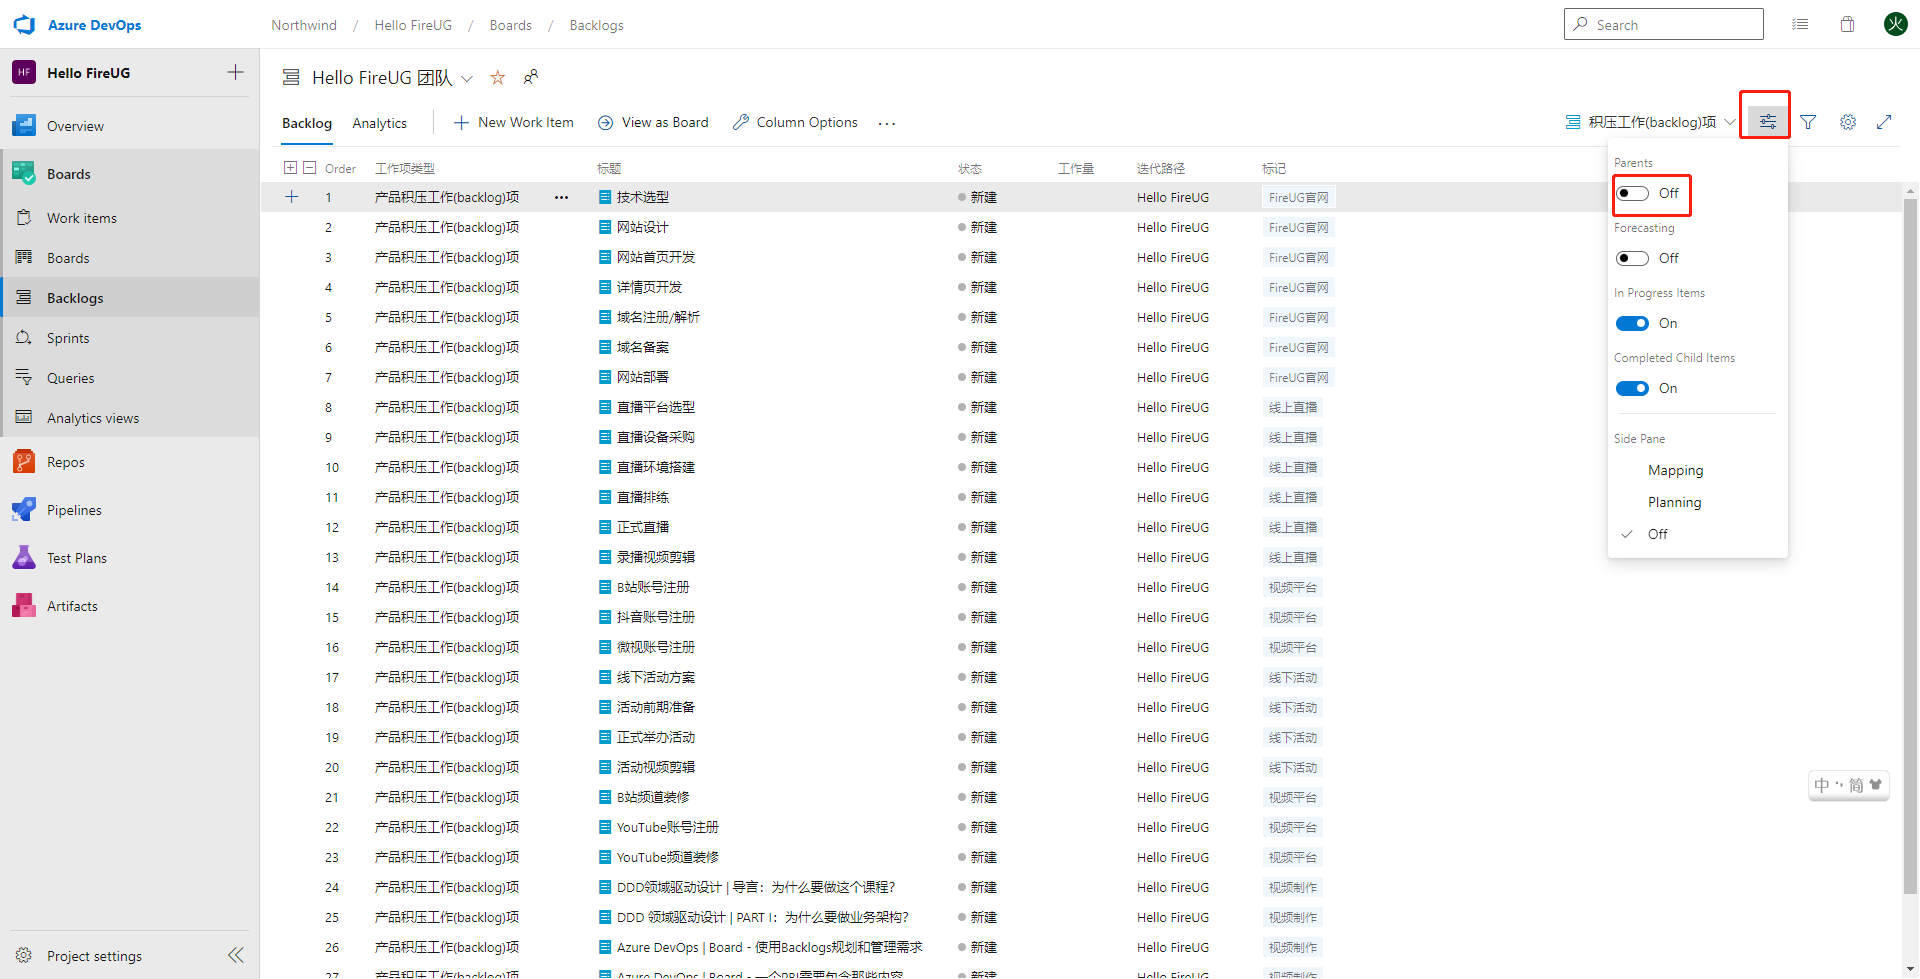 Azure DevOps
Northwind / Hello FireUG / Boards / Backlogs
Search
火
HF Hello FireUG
Overview
Boards
Work items
Boards
Backlogs
Sprints
Queries
Analytics views
Repos
Pipelines
Test Plans
Artifacts
Project settings
Hello FireUG 团队
Backlog Analytics New Work Item View as Board Column Options ...
积压工作(backlog)项
Order 工作项类型 标题 状态 工作量 迭代路径 标记
1 产品积压工作(backlog)项 ... 技术选型 新建 Hello FireUG FireUG官网
2 产品积压工作(backlog)项 网站设计 新建 Hello FireUG FireUG官网
3 产品积压工作(backlog)项 网站首页开发 新建 Hello FireUG FireUG官网
4 产品积压工作(backlog)项 详情页开发 新建 Hello FireUG FireUG官网
5 产品积压工作(backlog)项 域名注册/解析 新建 Hello FireUG FireUG官网
6 产品积压工作(backlog)项 域名备案 新建 Hello FireUG FireUG官网
7 产品积压工作(backlog)项 网站部署 新建 Hello FireUG FireUG官网
8 产品积压工作(backlog)项 直播平台选型 新建 Hello FireUG 线上直播
9 产品积压工作(backlog)项 直播设备采购 新建 Hello FireUG 线上直播
10 产品积压工作(backlog)项 直播环境搭建 新建 Hello FireUG 线上直播
11 产品积压工作(backlog)项 直播排练 新建 Hello FireUG 线上直播
12 产品积压工作(backlog)项 正式直播 新建 Hello FireUG 线上直播
13 产品积压工作(backlog)项 录播视频剪辑 新建 Hello FireUG 线上直播
14 产品积压工作(backlog)项 B站账号注册 新建 Hello FireUG 视频平台
15 产品积压工作(backlog)项 抖音账号注册 新建 Hello FireUG 视频平台
16 产品积压工作(backlog)项 微视账号注册 新建 Hello FireUG 视频平台
17 产品积压工作(backlog)项 线下活动方案 新建 Hello FireUG 线下活动
18 产品积压工作(backlog)项 活动前期准备 新建 Hello FireUG 线下活动
19 产品积压工作(backlog)项 正式举办活动 新建 Hello FireUG 线下活动
20 产品积压工作(backlog)项 活动视频剪辑 新建 Hello FireUG 线下活动
21 产品积压工作(backlog)项 B站频道装修 新建 Hello FireUG 视频平台
22 产品积压工作(backlog)项 YouTube账号注册 新建 Hello FireUG 视频平台
23 产品积压工作(backlog)项 YouTube频道装修 新建 Hello FireUG 视频平台
24 产品积压工作(backlog)项 DDD领域驱动设计 | 导言：为什么要做这个课程? 新建 Hello FireUG 视频制作
25 产品积压工作(backlog)项 DDD 领域驱动设计 | PART I：为什么要做业务架构? 新建 Hello FireUG 视频制作
26 产品积压工作(backlog)项 Azure DevOps | Board - 使用Backlogs规划和管理需求 新建 Hello FireUG 视频制作
27 产品积压工作(backlog)项 Azure DevOps | Board - 一个PBI需要包含那些内容 新建 Hello FireUG 视频制作
Parents
Off
Forecasting
Off
In Progress Items
On
Completed Child Items
On
Side Pane
Mapping
Planning
Off
中 简